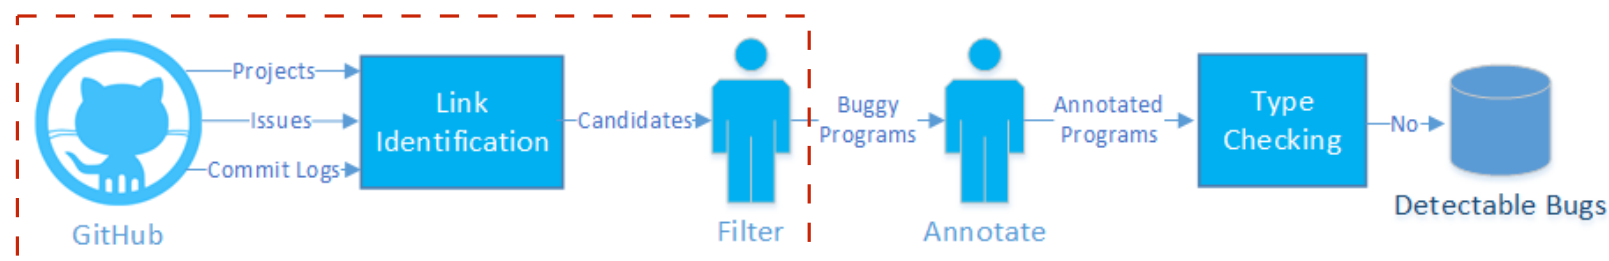 Projects
Issues
Commit Logs
GitHub
Link
Identification
Candidates
Filter
Buggy
Programs
Annotate
Annotated
Programs
Type
Checking
No
Detectable Bugs